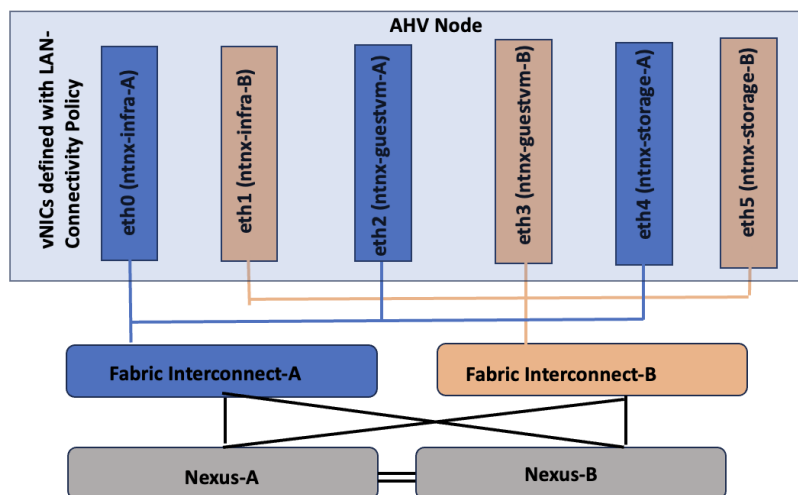 AHV Node
vNICs defined with LAN-
Connectivity Policy
eth0 (ntnx-infra-A)
eth1 (ntnx-infra-B)
eth2 (ntnx-guestvm-A)
eth3 (ntnx-guestvm-B)
eth4 (ntnx-storage-A)
eth5 (ntnx-storage-B)
Fabric Interconnect-A
Fabric Interconnect-B
Nexus-A
Nexus-B